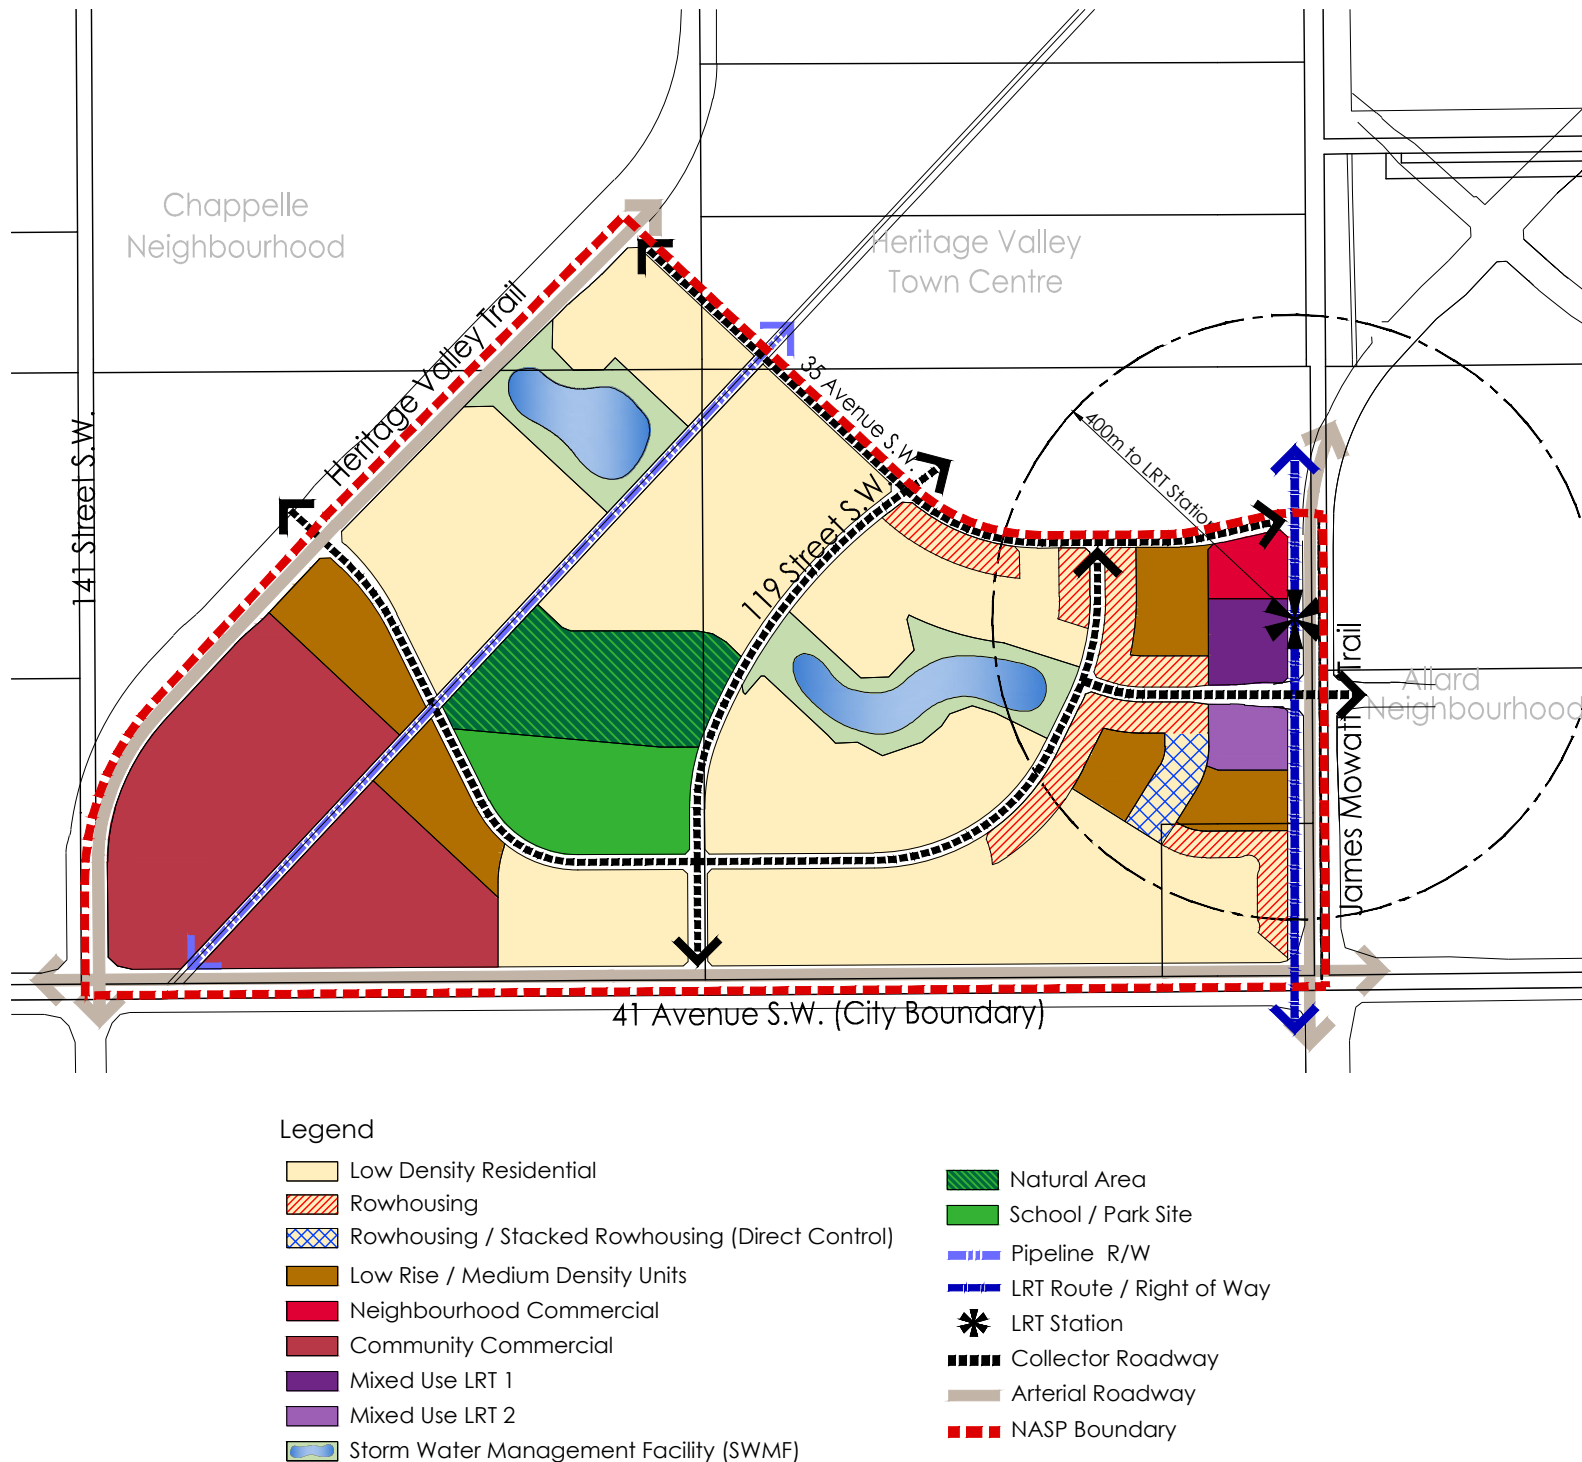 Chappelle
Neighbourhood
Heritage Valley
Town Centre
Heritage Valley Trail
35 Avenue S.W.
400m to LRT Station
141 Street S.W.
119 Street S.W.
James Mowatt Trail
Allard
Neighbourhood
41 Avenue S.W. (City Boundary)
Legend
Low Density Residential
Rowhousing
Rowhousing / Stacked Rowhousing (Direct Control)
Low Rise / Medium Density Units
Neighbourhood Commercial
Community Commercial
Mixed Use LRT 1
Mixed Use LRT 2
Storm Water Management Facility (SWMF)
Natural Area
School / Park Site
Pipeline R/W
LRT Route / Right of Way
LRT Station
Collector Roadway
Arterial Roadway
NASP Boundary